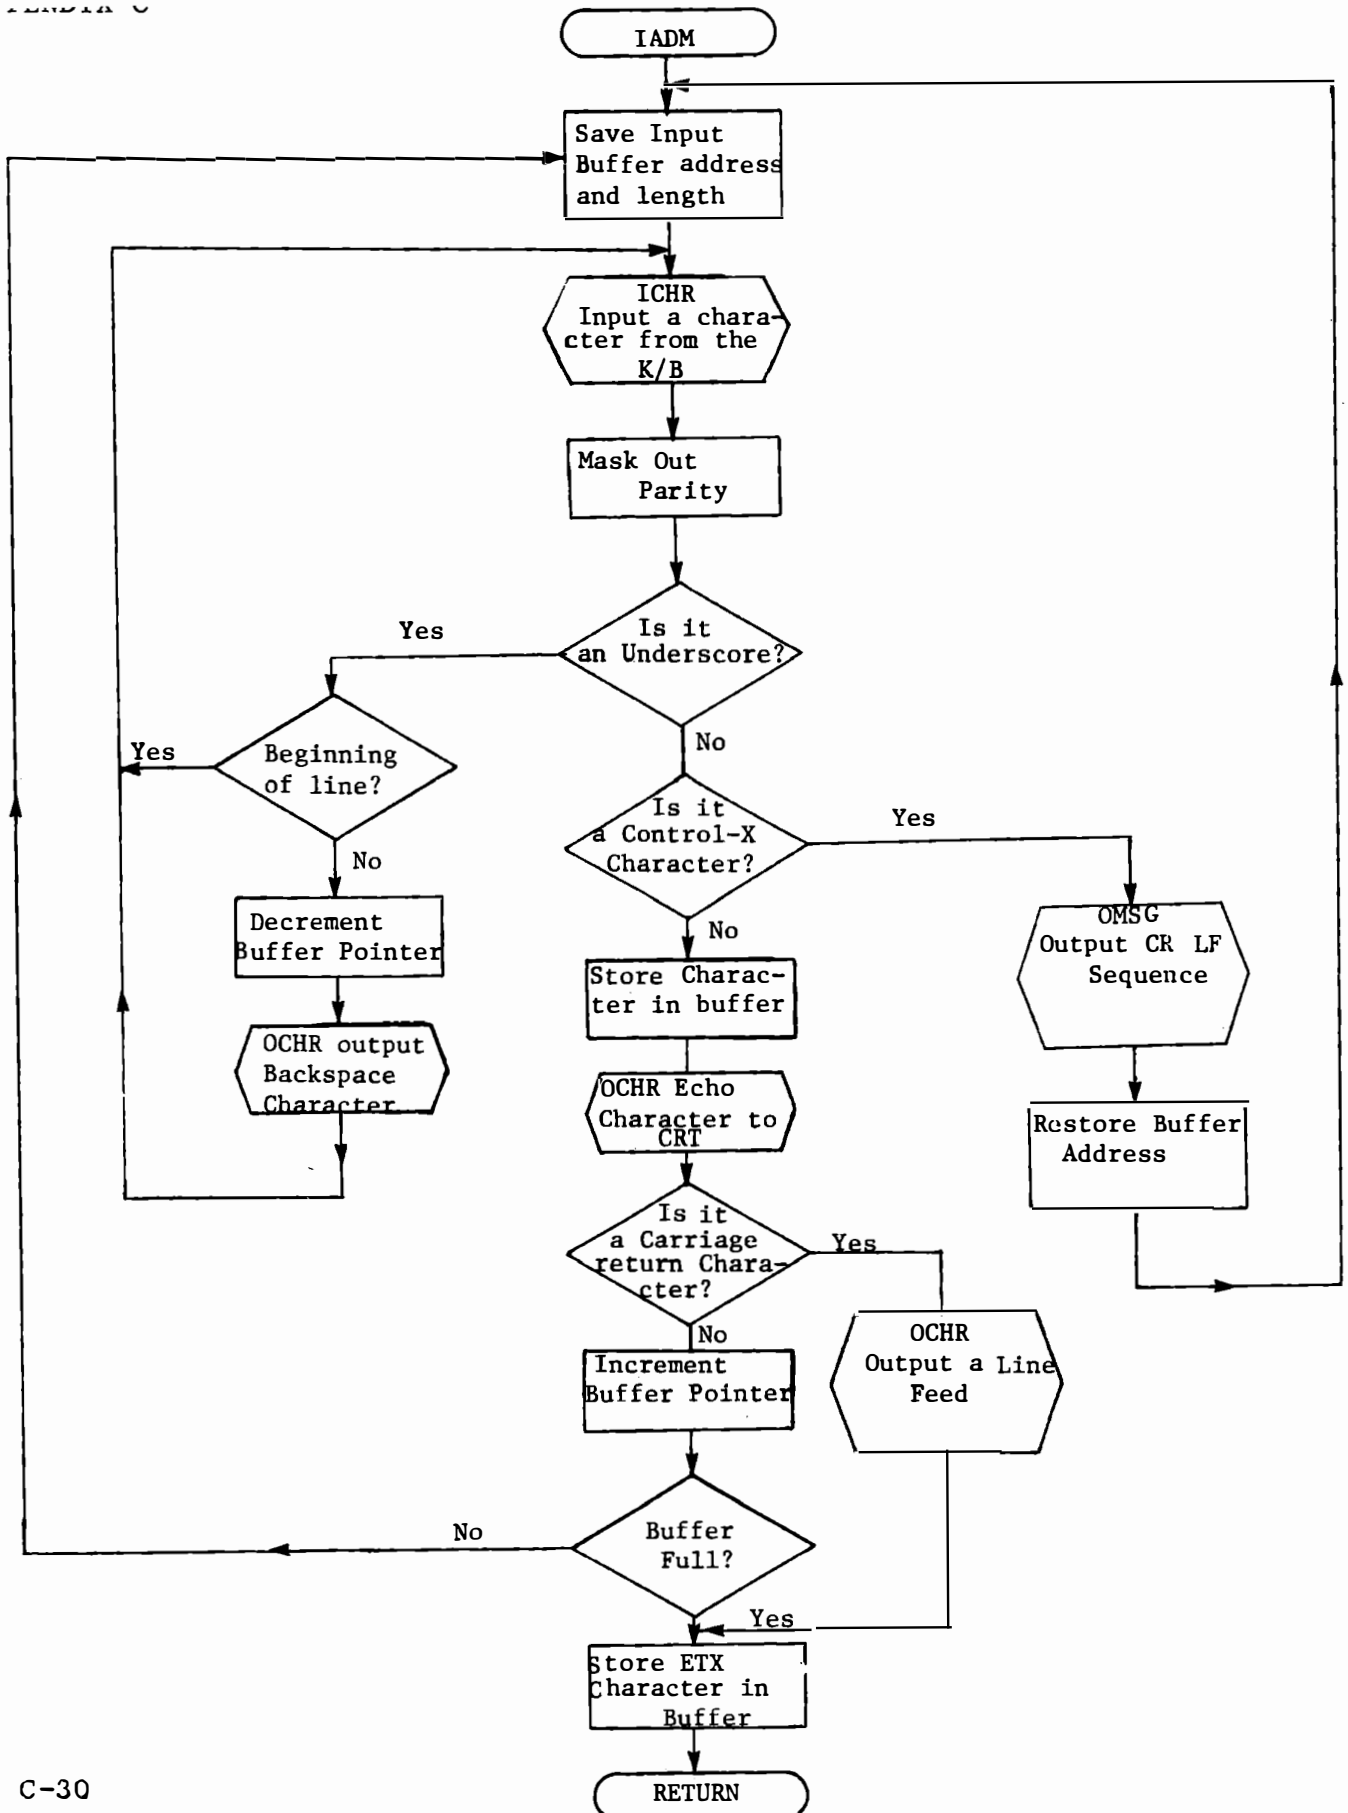 IADM
Save Input
Buffer address
and length
ICHR
Input a chara-
cter from the
K/B
Mask Out
Parity
Is it
an Underscore?
Yes
No
Beginning
of line?
Yes
No
Decrement
Buffer Pointer
OCHR output
Backspace
Character
Is it
a Control-X
Character?
Yes
No
OMSG
Output CR LF
Sequence
Restore Buffer
Address
Store Charac-
ter in buffer
OCHR Echo
Character to
CRT
Is it
a Carriage
return Chara-
cter?
Yes
No
OCHR
Output a Line
Feed
Increment
Buffer Pointer
Buffer
Full?
No
Yes
Store ETX
Character in
Buffer
RETURN
C-30